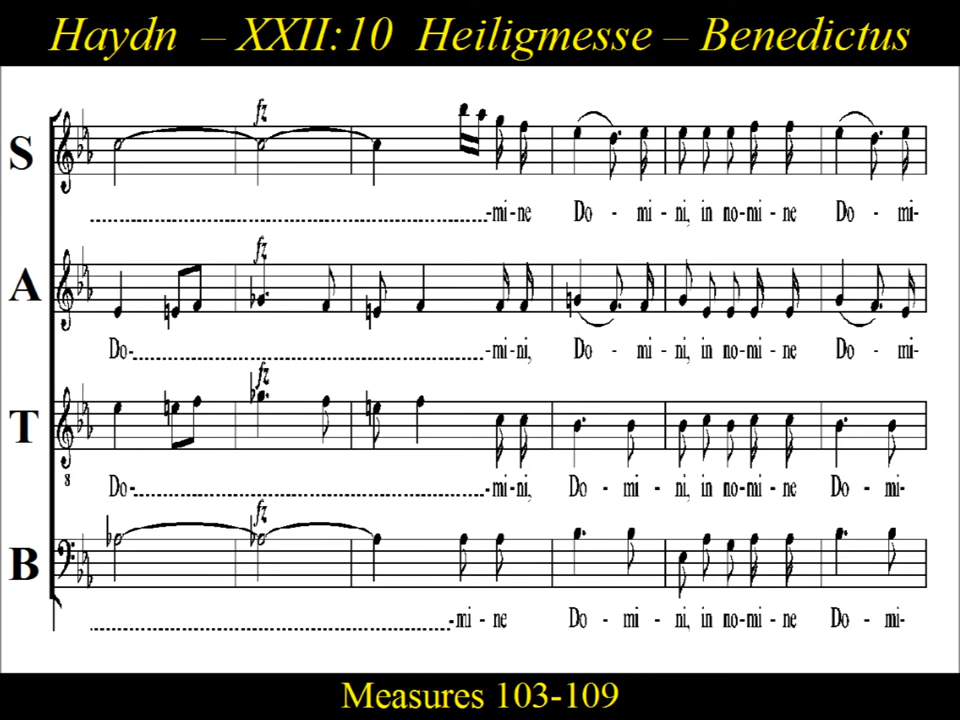 Haydn – XXII:10 Heiligmesse – Benedictus
fz
S
-mi-ne Do - mi - ni, in no-mi - ne Do - mi-
fz
A
Do- -mi-ni, Do - mi - ni, in no-mi - ne Do - mi-
fz
T
8
Do- -mi-ni, Do - mi - ni, in no-mi - ne Do - mi-
fz
B
-mi - ne Do - mi - ni, in no-mi - ne Do - mi-
Measures 103-109